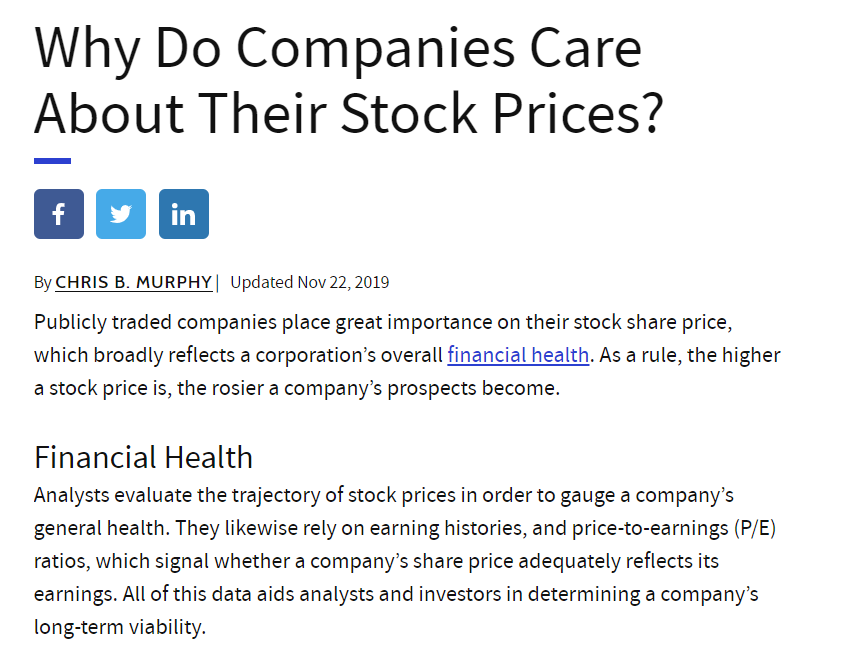 Why Do Companies Care
About Their Stock Prices?
f
in
By CHRIS B. MURPHY | Updated Nov 22, 2019
Publicly traded companies place great importance on their stock share price,
which broadly reflects a corporation’s overall financial health. As a rule, the higher
a stock price is, the rosier a company’s prospects become.
Financial Health
Analysts evaluate the trajectory of stock prices in order to gauge a company’s
general health. They likewise rely on earning histories, and price-to-earnings (P/E)
ratios, which signal whether a company’s share price adequately reflects its
earnings. All of this data aids analysts and investors in determining a company’s
long-term viability.